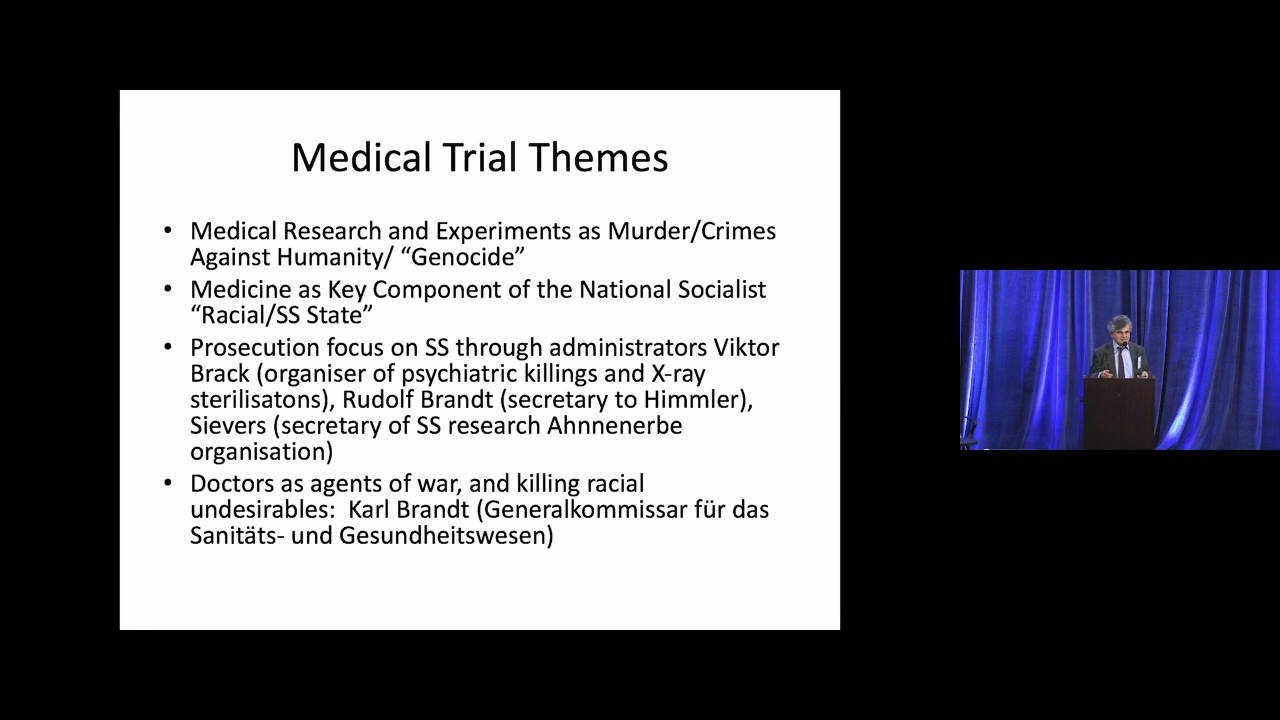 Medical Trial Themes
• Medical Research and Experiments as Murder/Crimes
Against Humanity/ “Genocide”
• Medicine as Key Component of the National Socialist
“Racial/SS State”
• Prosecution focus on SS through administrators Viktor
Brack (organiser of psychiatric killings and X-ray
sterilisatons), Rudolf Brandt (secretary to Himmler),
Sievers (secretary of SS research Ahnnenerbe
organisation)
• Doctors as agents of war, and killing racial
undesirables:  Karl Brandt (Generalkommissar für das
Sanitäts- und Gesundheitswesen)